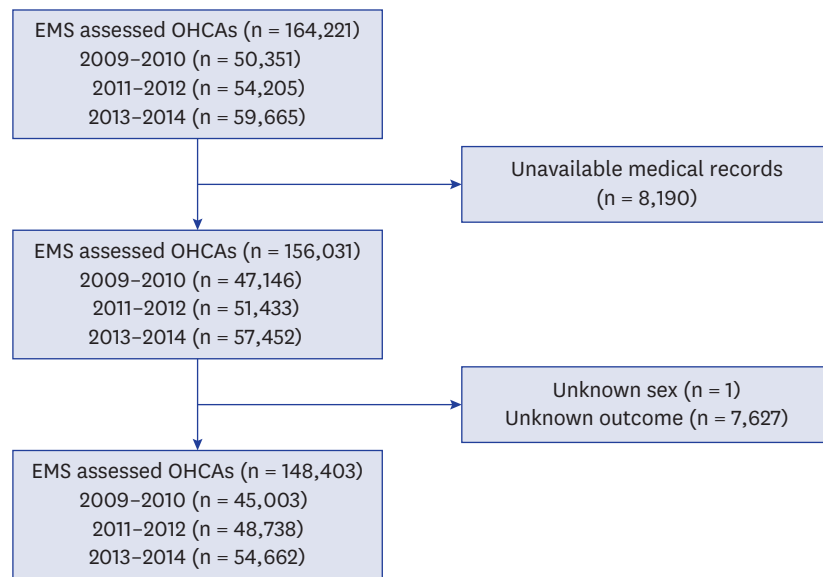 EMS assessed OHCAs (n = 164,221)
2009–2010 (n = 50,351)
2011–2012 (n = 54,205)
2013–2014 (n = 59,665)
Unavailable medical records
(n = 8,190)
EMS assessed OHCAs (n = 156,031)
2009–2010 (n = 47,146)
2011–2012 (n = 51,433)
2013–2014 (n = 57,452)
Unknown sex (n = 1)
Unknown outcome (n = 7,627)
EMS assessed OHCAs (n = 148,403)
2009–2010 (n = 45,003)
2011–2012 (n = 48,738)
2013–2014 (n = 54,662)